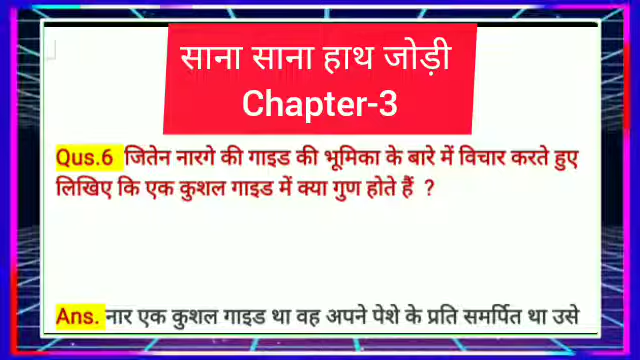 साना साना हाथ जोड़ी
Chapter-3
Qus.6 जितेन नारगे की गाइड की भूमिका के बारे में विचार करते हुए
लिखिए कि एक कुशल गाइड में क्या गुण होते हैं ?
Ans. नार एक कुशल गाइड था वह अपने पेशे के प्रति समर्पित था उसे